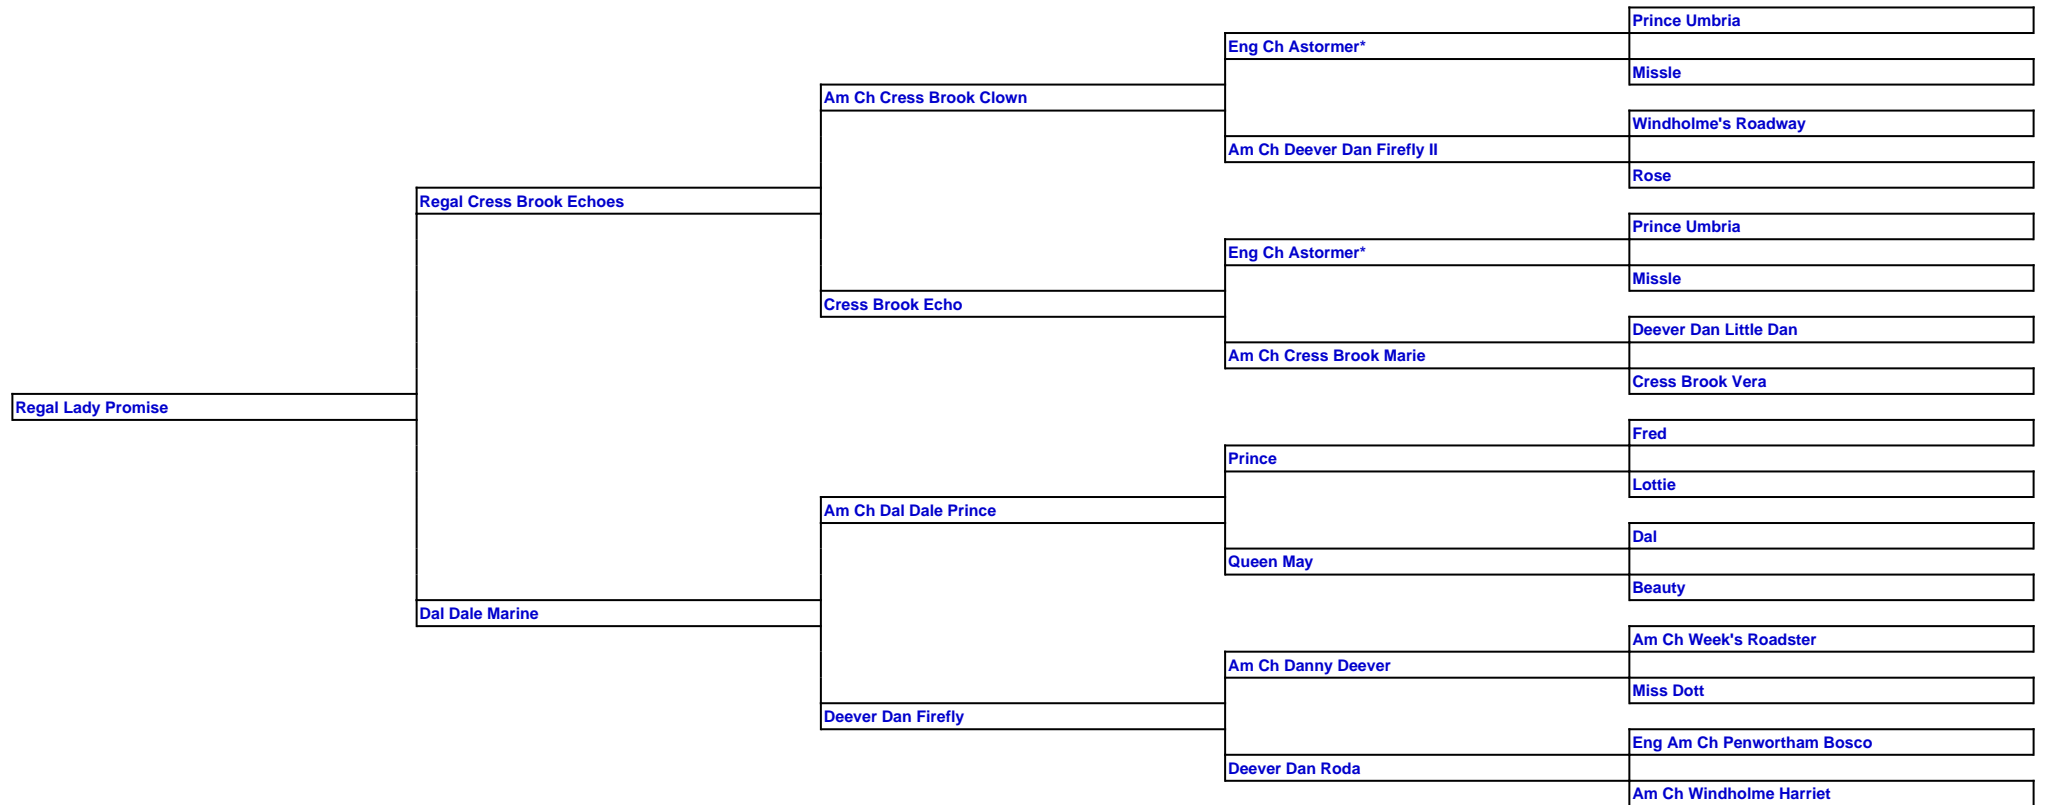 Prince Umbria
Eng Ch Astormer*
Missle
Am Ch Cress Brook Clown
Windholme's Roadway
Am Ch Deever Dan Firefly II
Rose
Regal Cress Brook Echoes
Prince Umbria
Eng Ch Astormer*
Missle
Cress Brook Echo
Deever Dan Little Dan
Am Ch Cress Brook Marie
Cress Brook Vera
Regal Lady Promise
Fred
Prince
Lottie
Am Ch Dal Dale Prince
Dal
Queen May
Beauty
Dal Dale Marine
Am Ch Week's Roadster
Am Ch Danny Deever
Miss Dott
Deever Dan Firefly
Eng Am Ch Penwortham Bosco
Deever Dan Roda
Am Ch Windholme Harriet